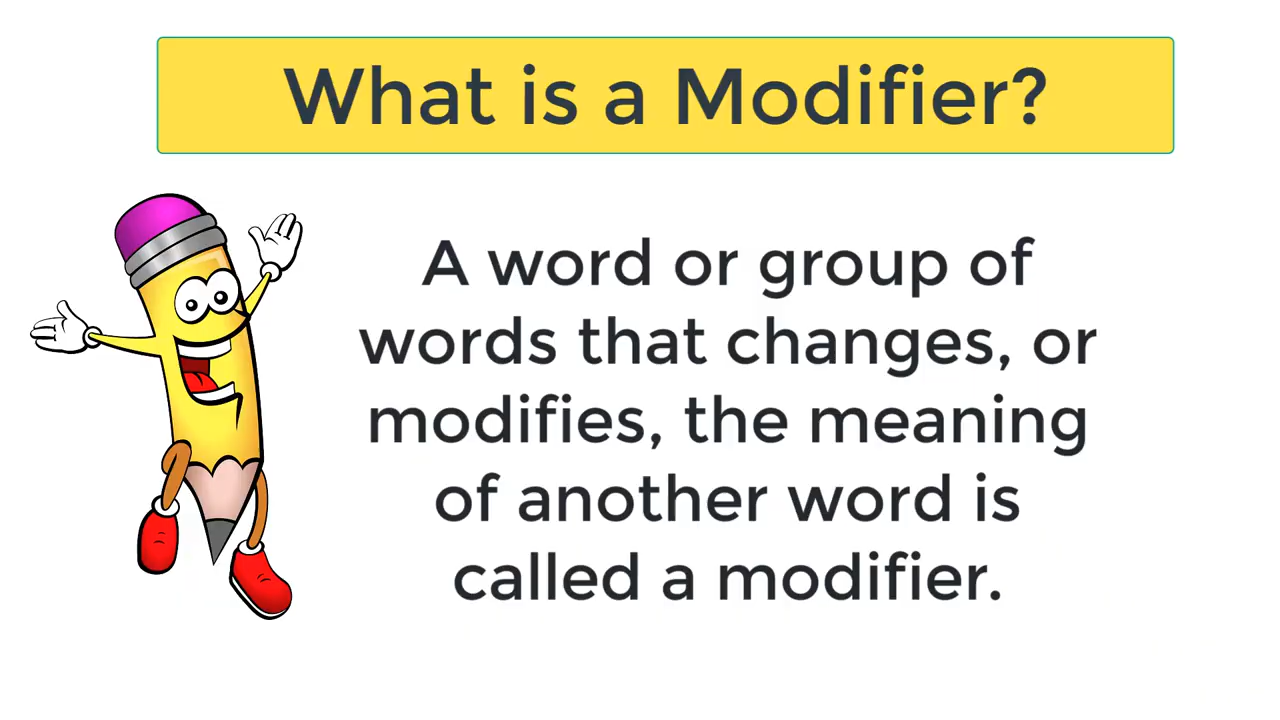 What is a Modifier?
A word or group of
words that changes, or
modifies, the meaning
of another word is
called a modifier.